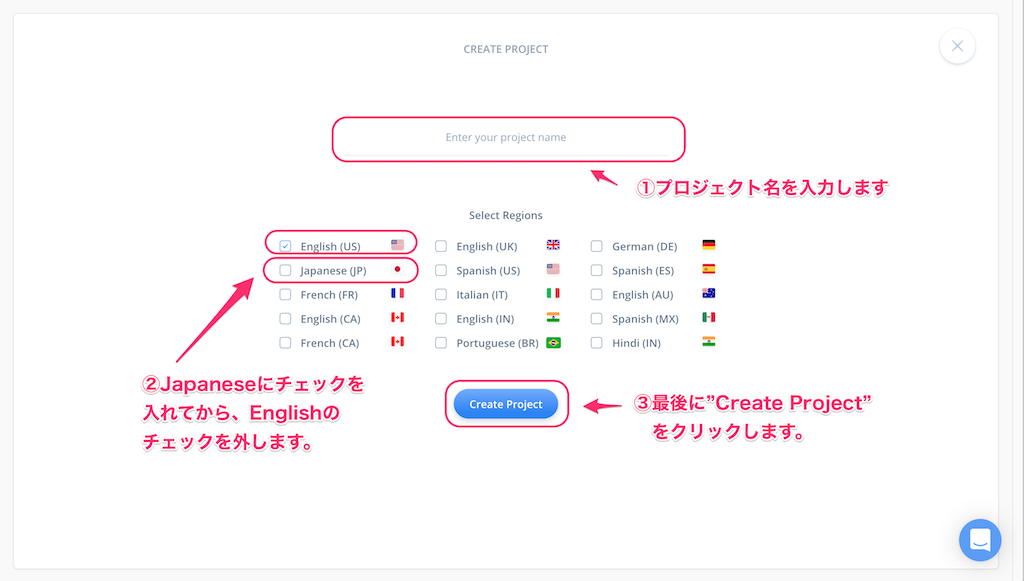 CREATE PROJECT
Enter your project name
①プロジェクト名を入力します
Select Regions
English (US)
English (UK)
German (DE)
Japanese (JP)
Spanish (US)
Spanish (ES)
French (FR)
Italian (IT)
English (AU)
English (CA)
English (IN)
Spanish (MX)
French (CA)
Portuguese (BR)
Hindi (IN)
②Japaneseにチェックを
入れてから、Englishの
チェックを外します。
Create Project
③最後に”Create Project”
をクリックします。